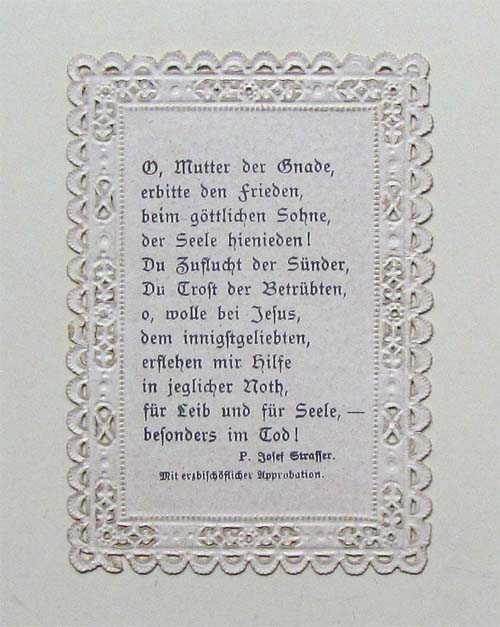 O, Mutter der Gnade,
erbitte den Frieden,
beim göttlichen Sohne,
der Seele hienieden!
Du Zuflucht der Sünder,
Du Trost der Betrübten,
o, wolle bei Jesus,
dem innigstgeliebten,
erflehen mir Hilfe
in jeglicher Noth,
für Leib und für Seele, —
besonders im Tod!
P. Josef Strasser.
Mit erzbischöflicher Approbation.